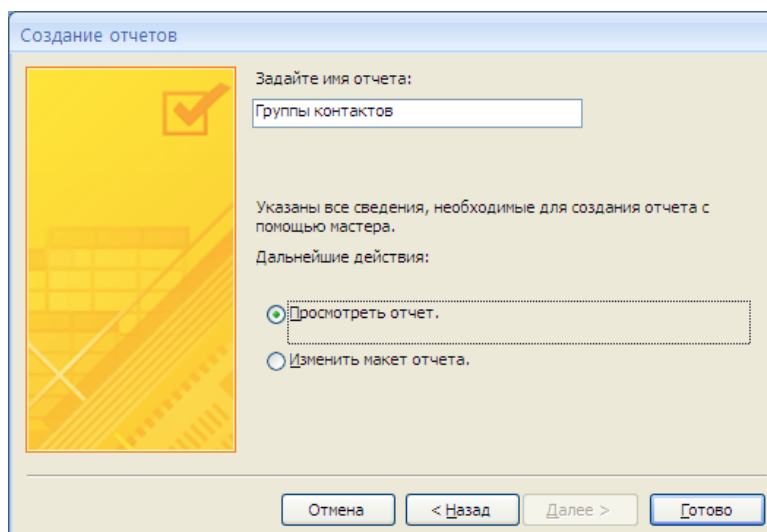 Создание отчетов
Задайте имя отчета:
Группы контактов
Указаны все сведения, необходимые для создания отчета с
помощью мастера.
Дальнейшие действия:
Просмотреть отчет.
Изменить макет отчета.
Отмена
< Назад
Далее >
Готово